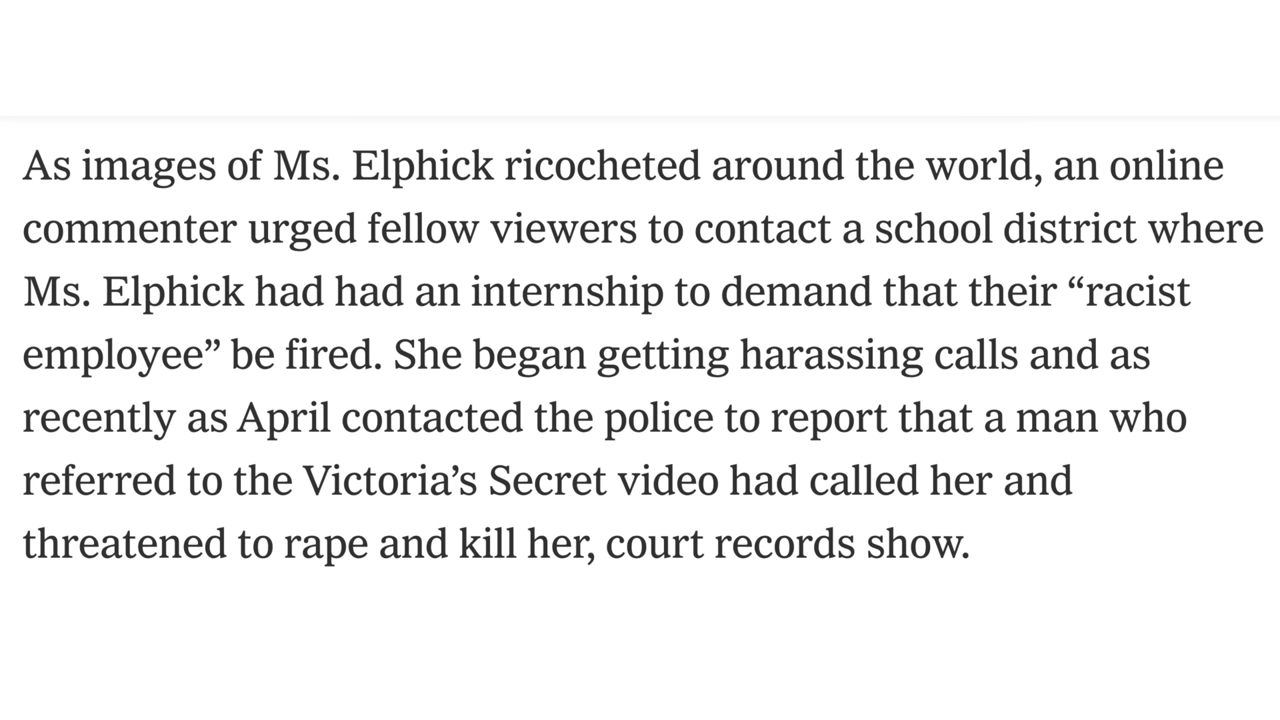 As images of Ms. Elphick ricocheted around the world, an online
commenter urged fellow viewers to contact a school district where
Ms. Elphick had had an internship to demand that their “racist
employee” be fired. She began getting harassing calls and as
recently as April contacted the police to report that a man who
referred to the Victoria’s Secret video had called her and
threatened to rape and kill her, court records show.